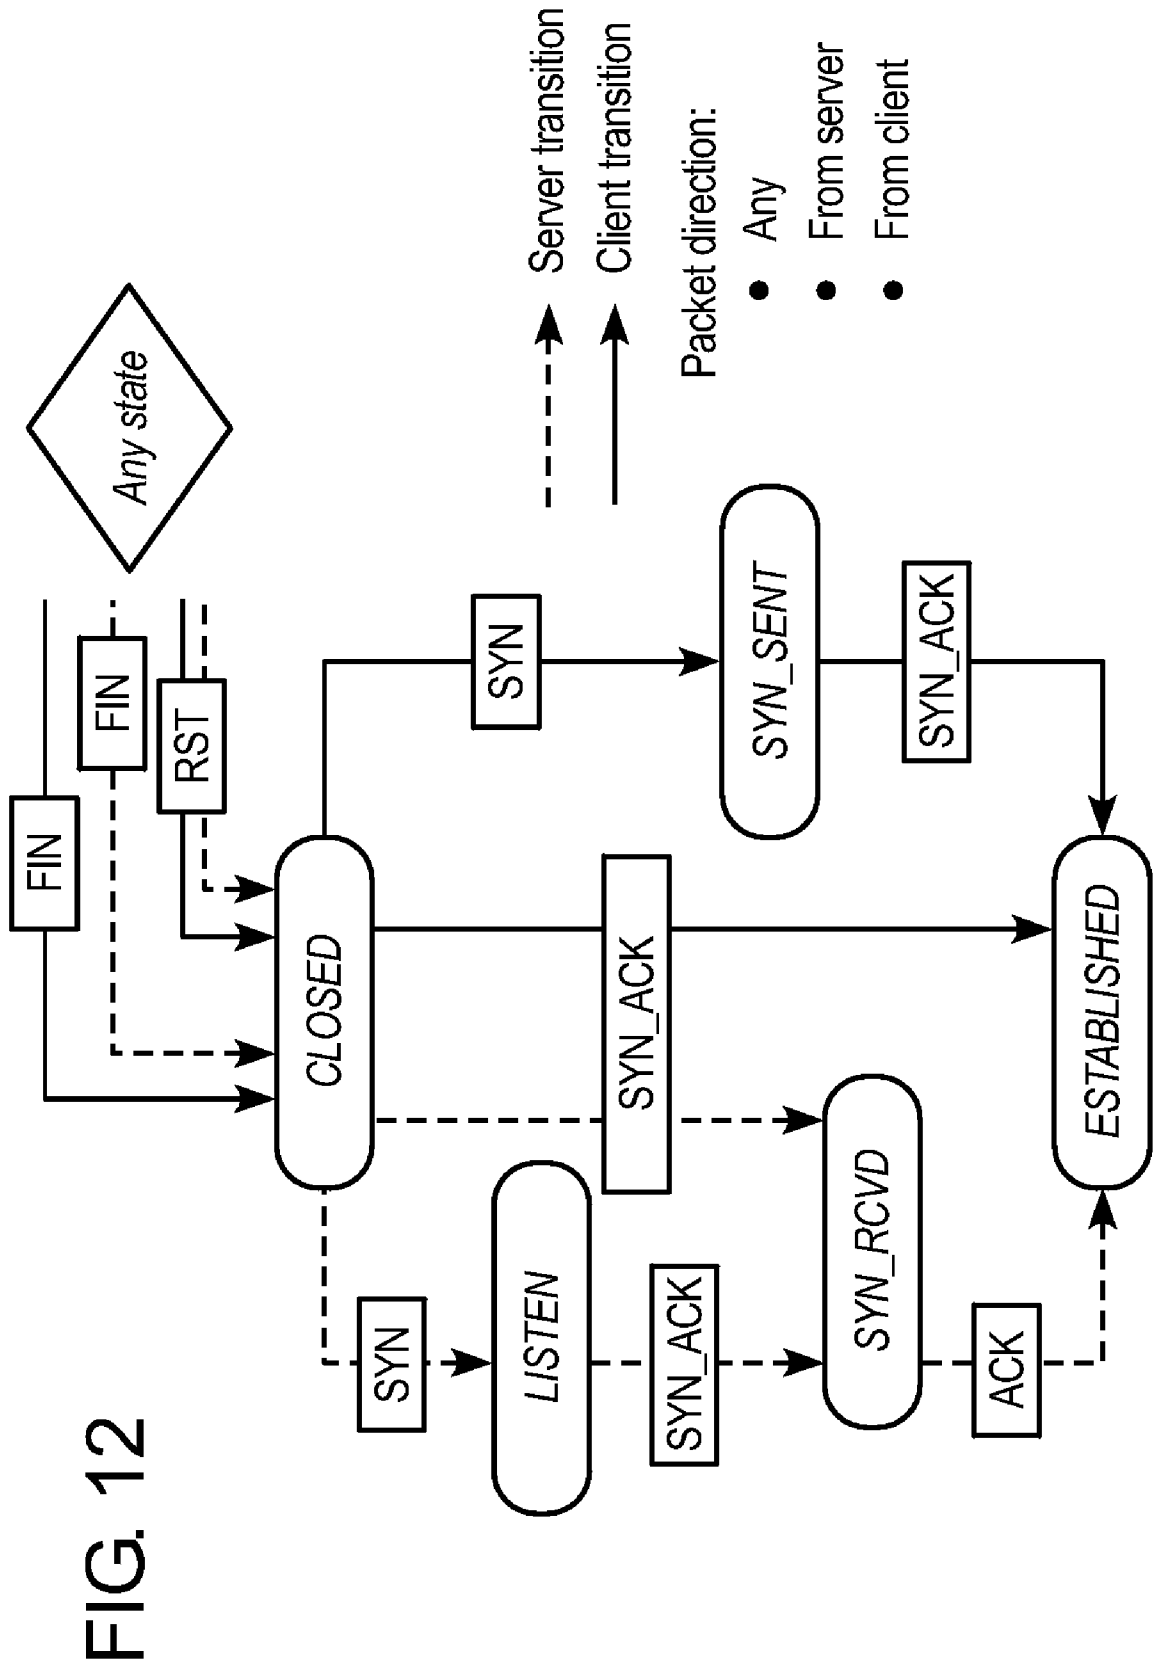 FIG. 12
FIN
FIN
RST
Any state
CLOSED
SYN
SYN
LISTEN
SYN_ACK
SYN_ACK
SYN_SENT
SYN_ACK
SYN_RCVD
ACK
ESTABLISHED
Server transition
Client transition
Packet direction:
• Any
• From server
• From client